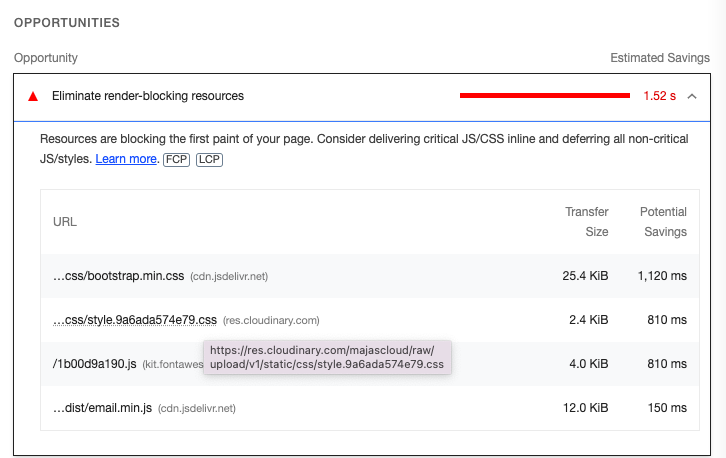 OPPORTUNITIES
Opportunity Estimated Savings
Eliminate render-blocking resources 1.52 s
Resources are blocking the first paint of your page. Consider delivering critical JS/CSS inline and deferring all non-critical
JS/styles. Learn more. FCP LCP
URL Transfer Size Potential Savings
…css/bootstrap.min.css (cdn.jsdelivr.net) 25.4 KiB 1,120 ms
…css/style.9a6ada574e79.css (res.cloudinary.com) 2.4 KiB 810 ms
https://res.cloudinary.com/majascloud/raw/
upload/v1/static/css/style.9a6ada574e79.css
/1b00d9a190.js (kit.fontawes 4.0 KiB 810 ms
…dist/email.min.js (cdn.jsdelivr.net) 12.0 KiB 150 ms